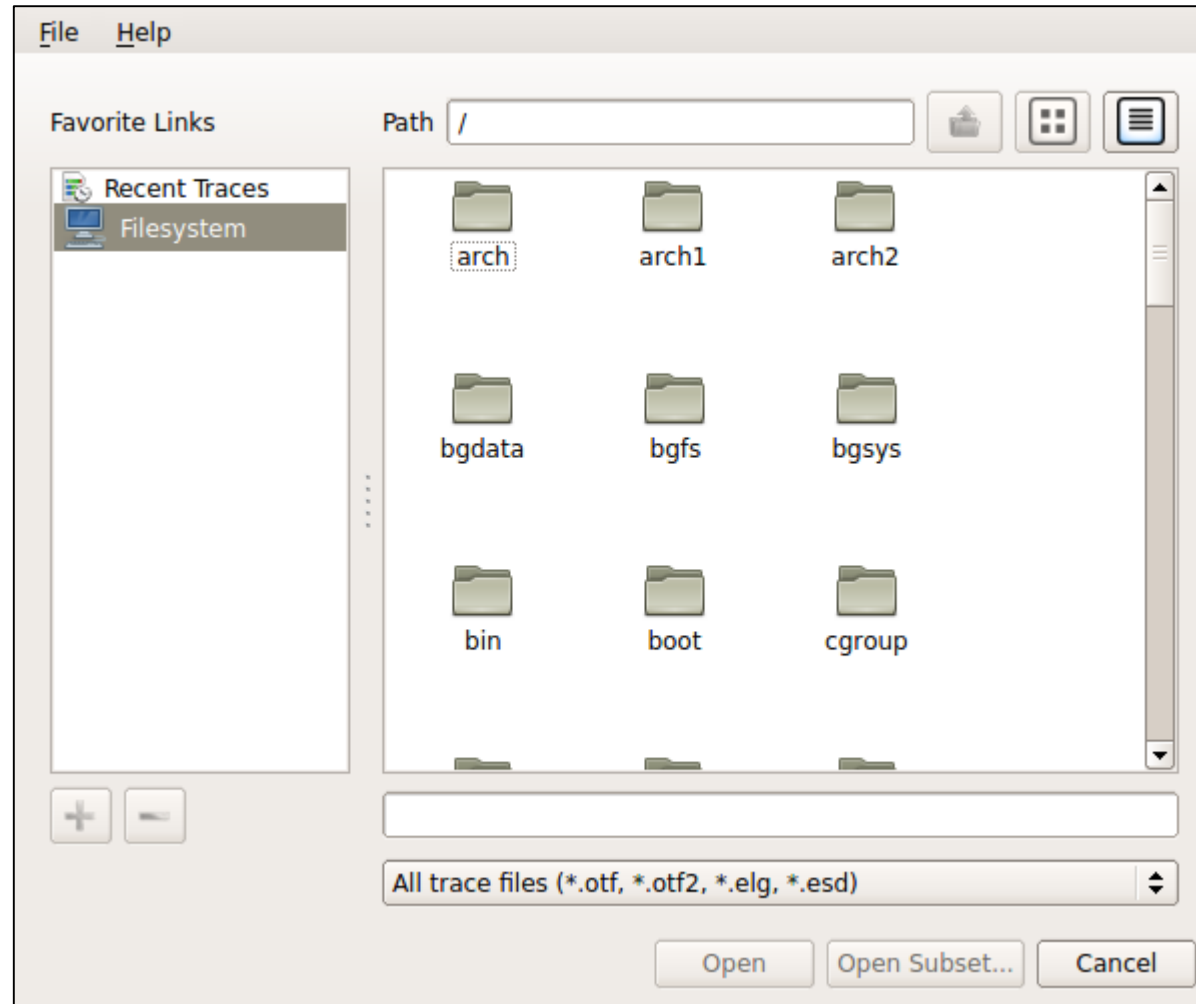 File Help
Favorite Links Path /
Recent Traces
Filesystem
arch arch1 arch2
bgdata bgfs bgsys
bin boot cgroup
All trace files (*.otf, *.otf2, *.elg, *.esd)
Open Open Subset... Cancel